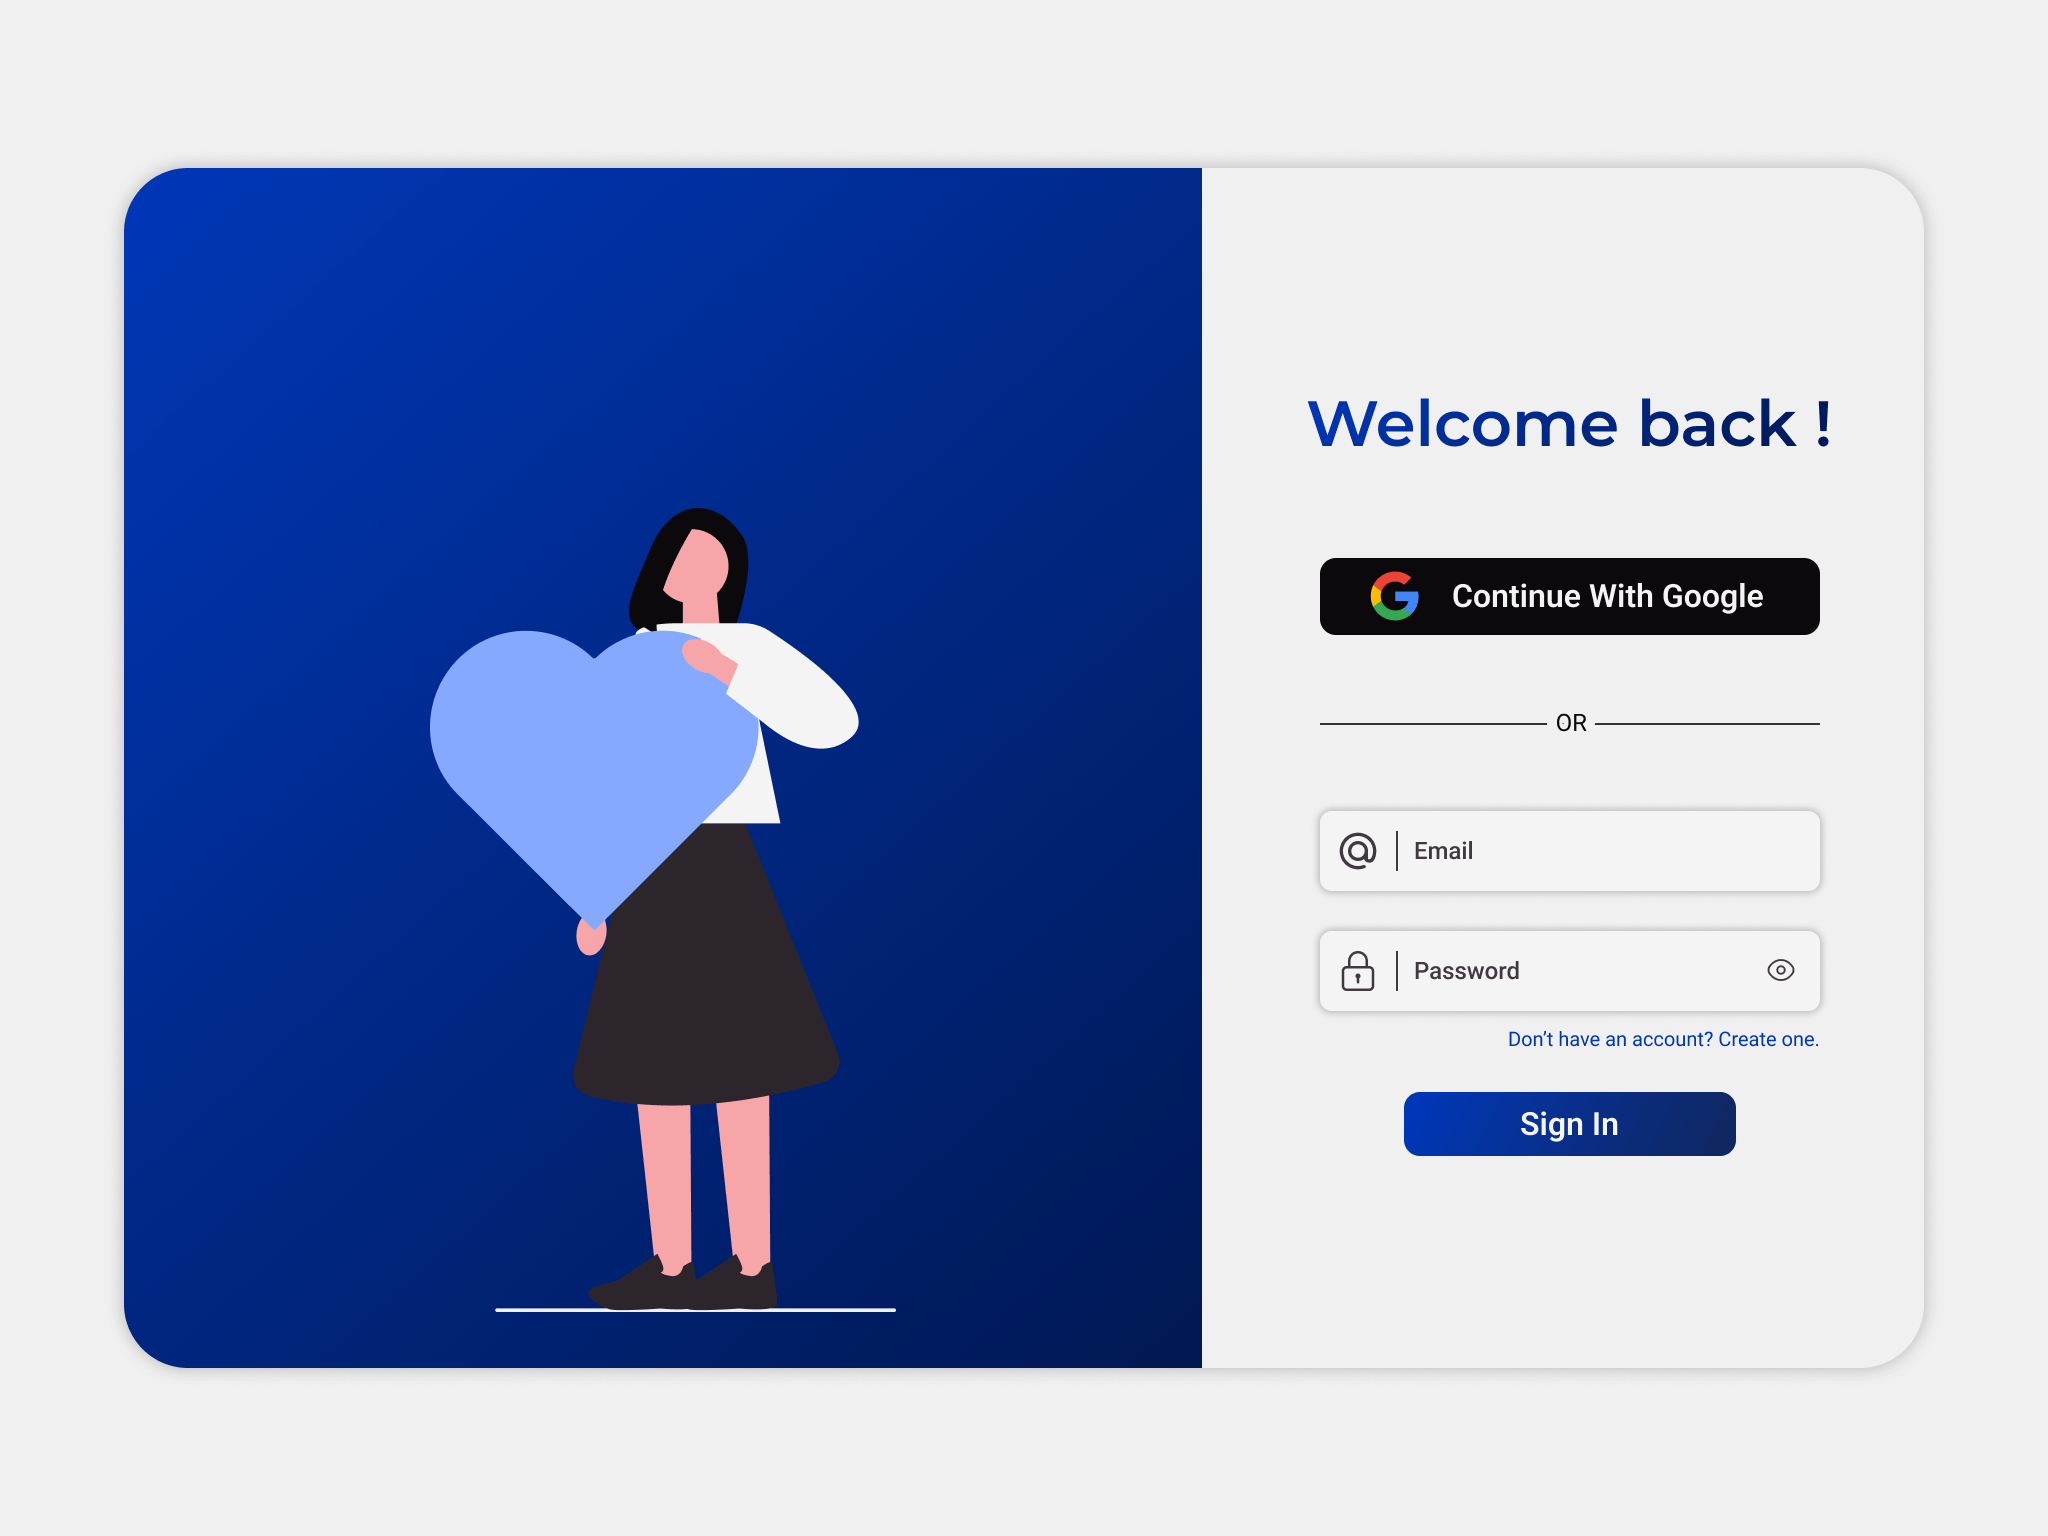 Welcome back !
Continue With Google
OR
Email
Password
Don’t have an account? Create one.
Sign In